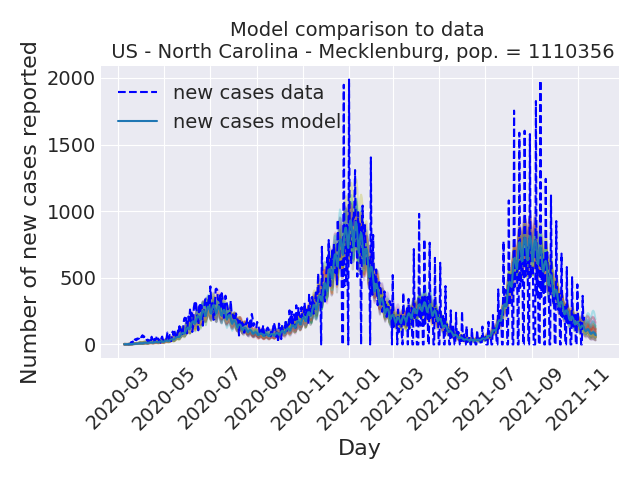 Model comparison to data
US - North Carolina - Mecklenburg, pop. = 1110356
Number of new cases reported
2000
1500
1000
500
0
new cases data
new cases model
2020-03
2020-05
2020-07
2020-09
2020-11
2021-01
2021-03
2021-05
2021-07
2021-09
2021-11
Day